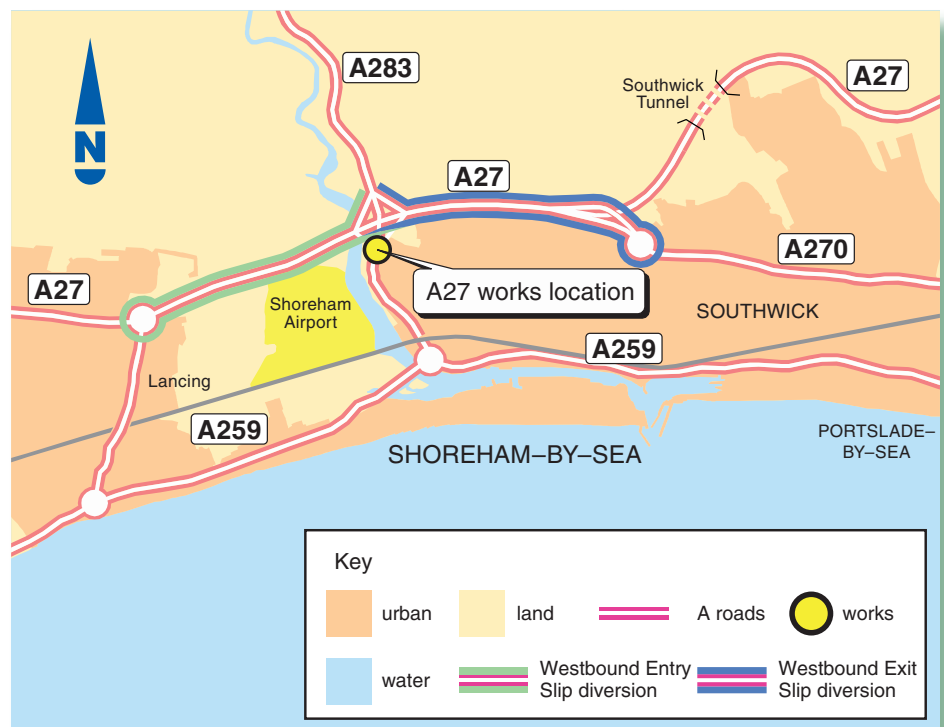 A283
Southwick
Tunnel
A27
N
A27
A270
A27
A27 works location
Shoreham
Airport
SOUTHWICK
A259
Lancing
A259
SHOREHAM–BY–SEA
PORTSLADE–
BY–SEA
Key
urban
land
A roads
works
water
Westbound Entry
Slip diversion
Westbound Exit
Slip diversion